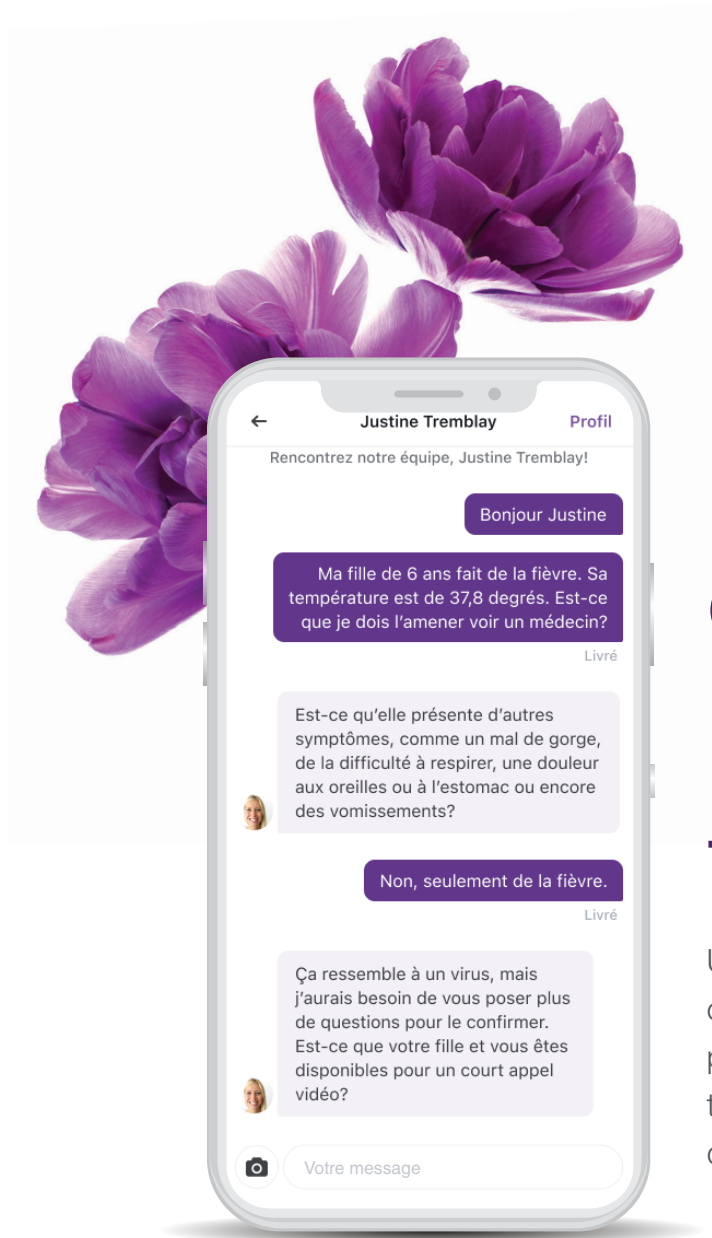 Justine Tremblay
Profil
Rencontrez notre équipe, Justine Tremblay!
Bonjour Justine
Ma fille de 6 ans fait de la fièvre. Sa
température est de 37,8 degrés. Est-ce
que je dois l’amener voir un médecin?
Livré
Est-ce qu’elle présente d’autres
symptômes, comme un mal de gorge,
de la difficulté à respirer, une douleur
aux oreilles ou à l’estomac ou encore
des vomissements?
Non, seulement de la fièvre.
Livré
Ça ressemble à un virus, mais
j’aurais besoin de vous poser plus
de questions pour le confirmer.
Est-ce que votre fille et vous êtes
disponibles pour un court appel
vidéo?
Votre message